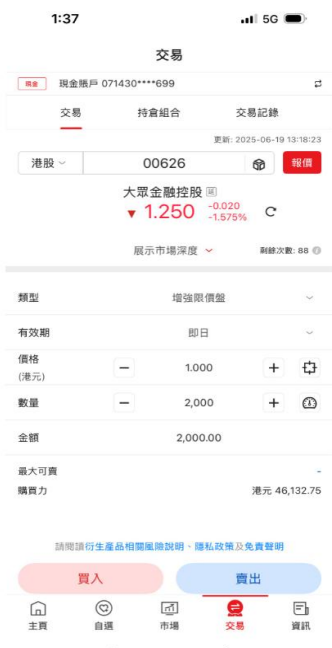 1:37 5G
交易
現金 現金賬戶 071430****699
交易 持倉組合 交易記錄
更新: 2025-06-19 13:18:23
港股 00626 報價
大眾金融控股
▼ 1.250 -0.020
-1.575%
展示市場深度 剩餘次數: 88
類型 增強限價盤
有效期 即日
價格 1.000
(港元)
數量 2,000
金額 2,000.00
最大可賣 -
購買力 港元 46,132.75
請閱讀衍生產品相關風險說明、隱私政策及免責聲明
買入 賣出
主頁 自選 市場 交易 資訊